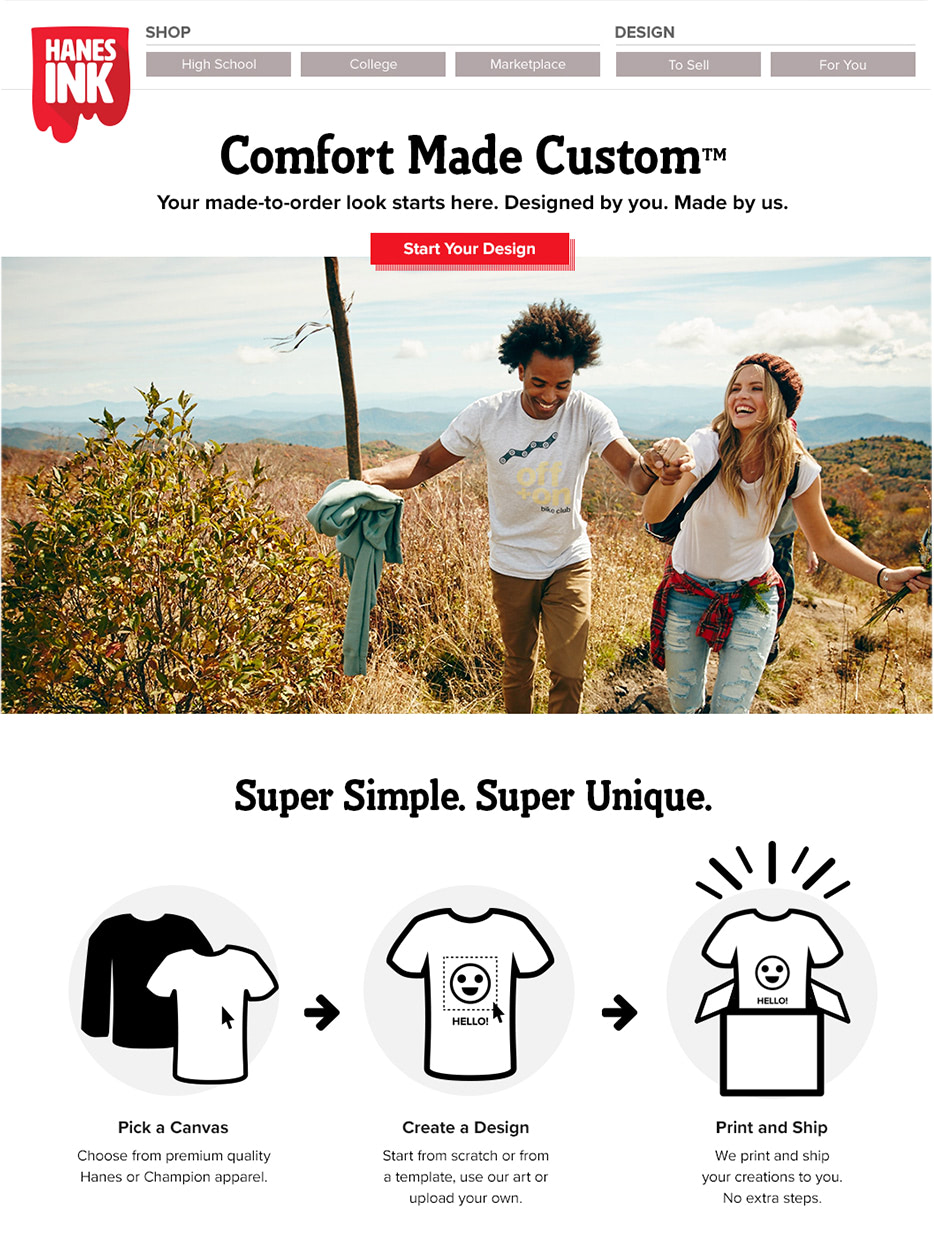 HANES
INK
SHOP
DESIGN
High School
College
Marketplace
To Sell
For You
Comfort Made Custom™
Your made-to-order look starts here. Designed by you. Made by us.
Start Your Design
off
+on
bike club
Super Simple. Super Unique.
HELLO!
HELLO!
Pick a Canvas
Choose from premium quality
Hanes or Champion apparel.
Create a Design
Start from scratch or from
a template, use our art or
upload your own.
Print and Ship
We print and ship
your creations to you.
No extra steps.